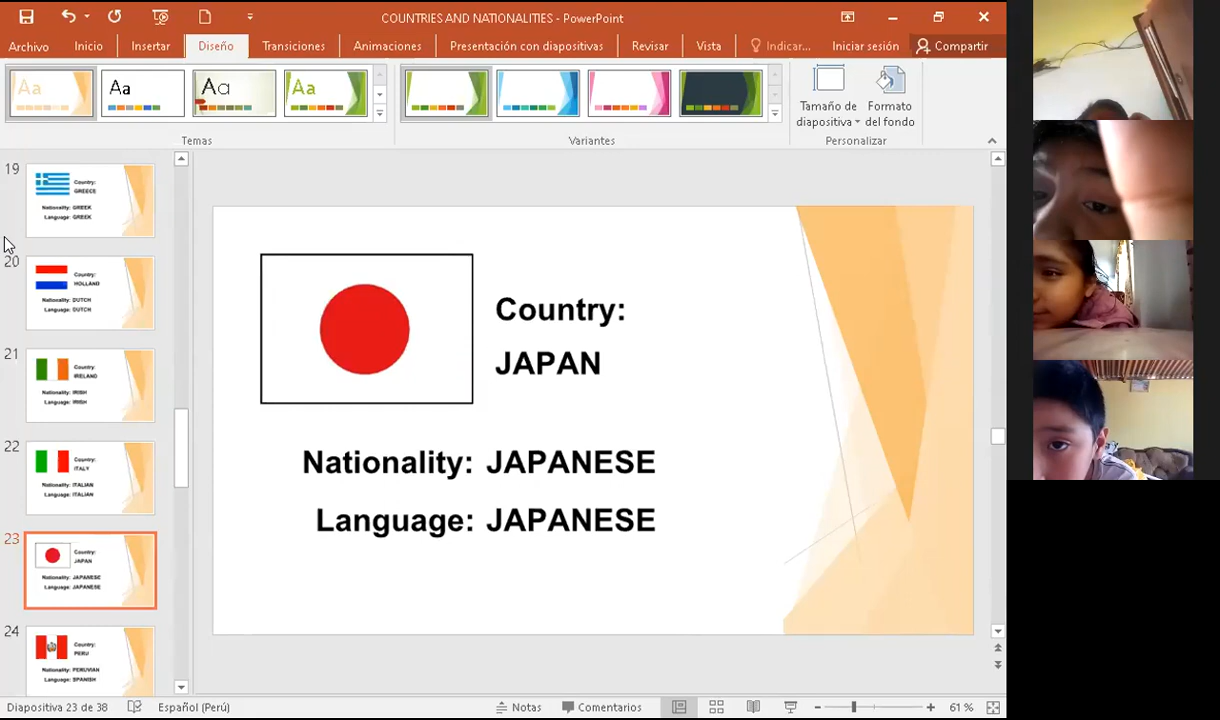 COUNTRIES AND NATIONALITIES - PowerPoint
Archivo Inicio Insertar Diseño Transiciones Animaciones Presentación con diapositivas Revisar Vista Indicar... Iniciar sesión Compartir
Aa Aa Aa Aa
Tamaño de diapositiva
Formato del fondo
Temas Variantes Personalizar
19
Country:
GREECE
Nationality: GREEK
Language: GREEK
20
Country:
HOLLAND
Nationality: DUTCH
Language: DUTCH
21
Country:
IRELAND
Nationality: IRISH
Language: IRISH
22
Country:
ITALY
Nationality: ITALIAN
Language: ITALIAN
23
Country:
JAPAN
Nationality: JAPANESE
Language: JAPANESE
24
Country:
PERU
Nationality: PERUVIAN
Language: SPANISH
Country:
JAPAN
Nationality: JAPANESE
Language: JAPANESE
Diapositiva 23 de 38 Español (Perú) Notas Comentarios 61 %